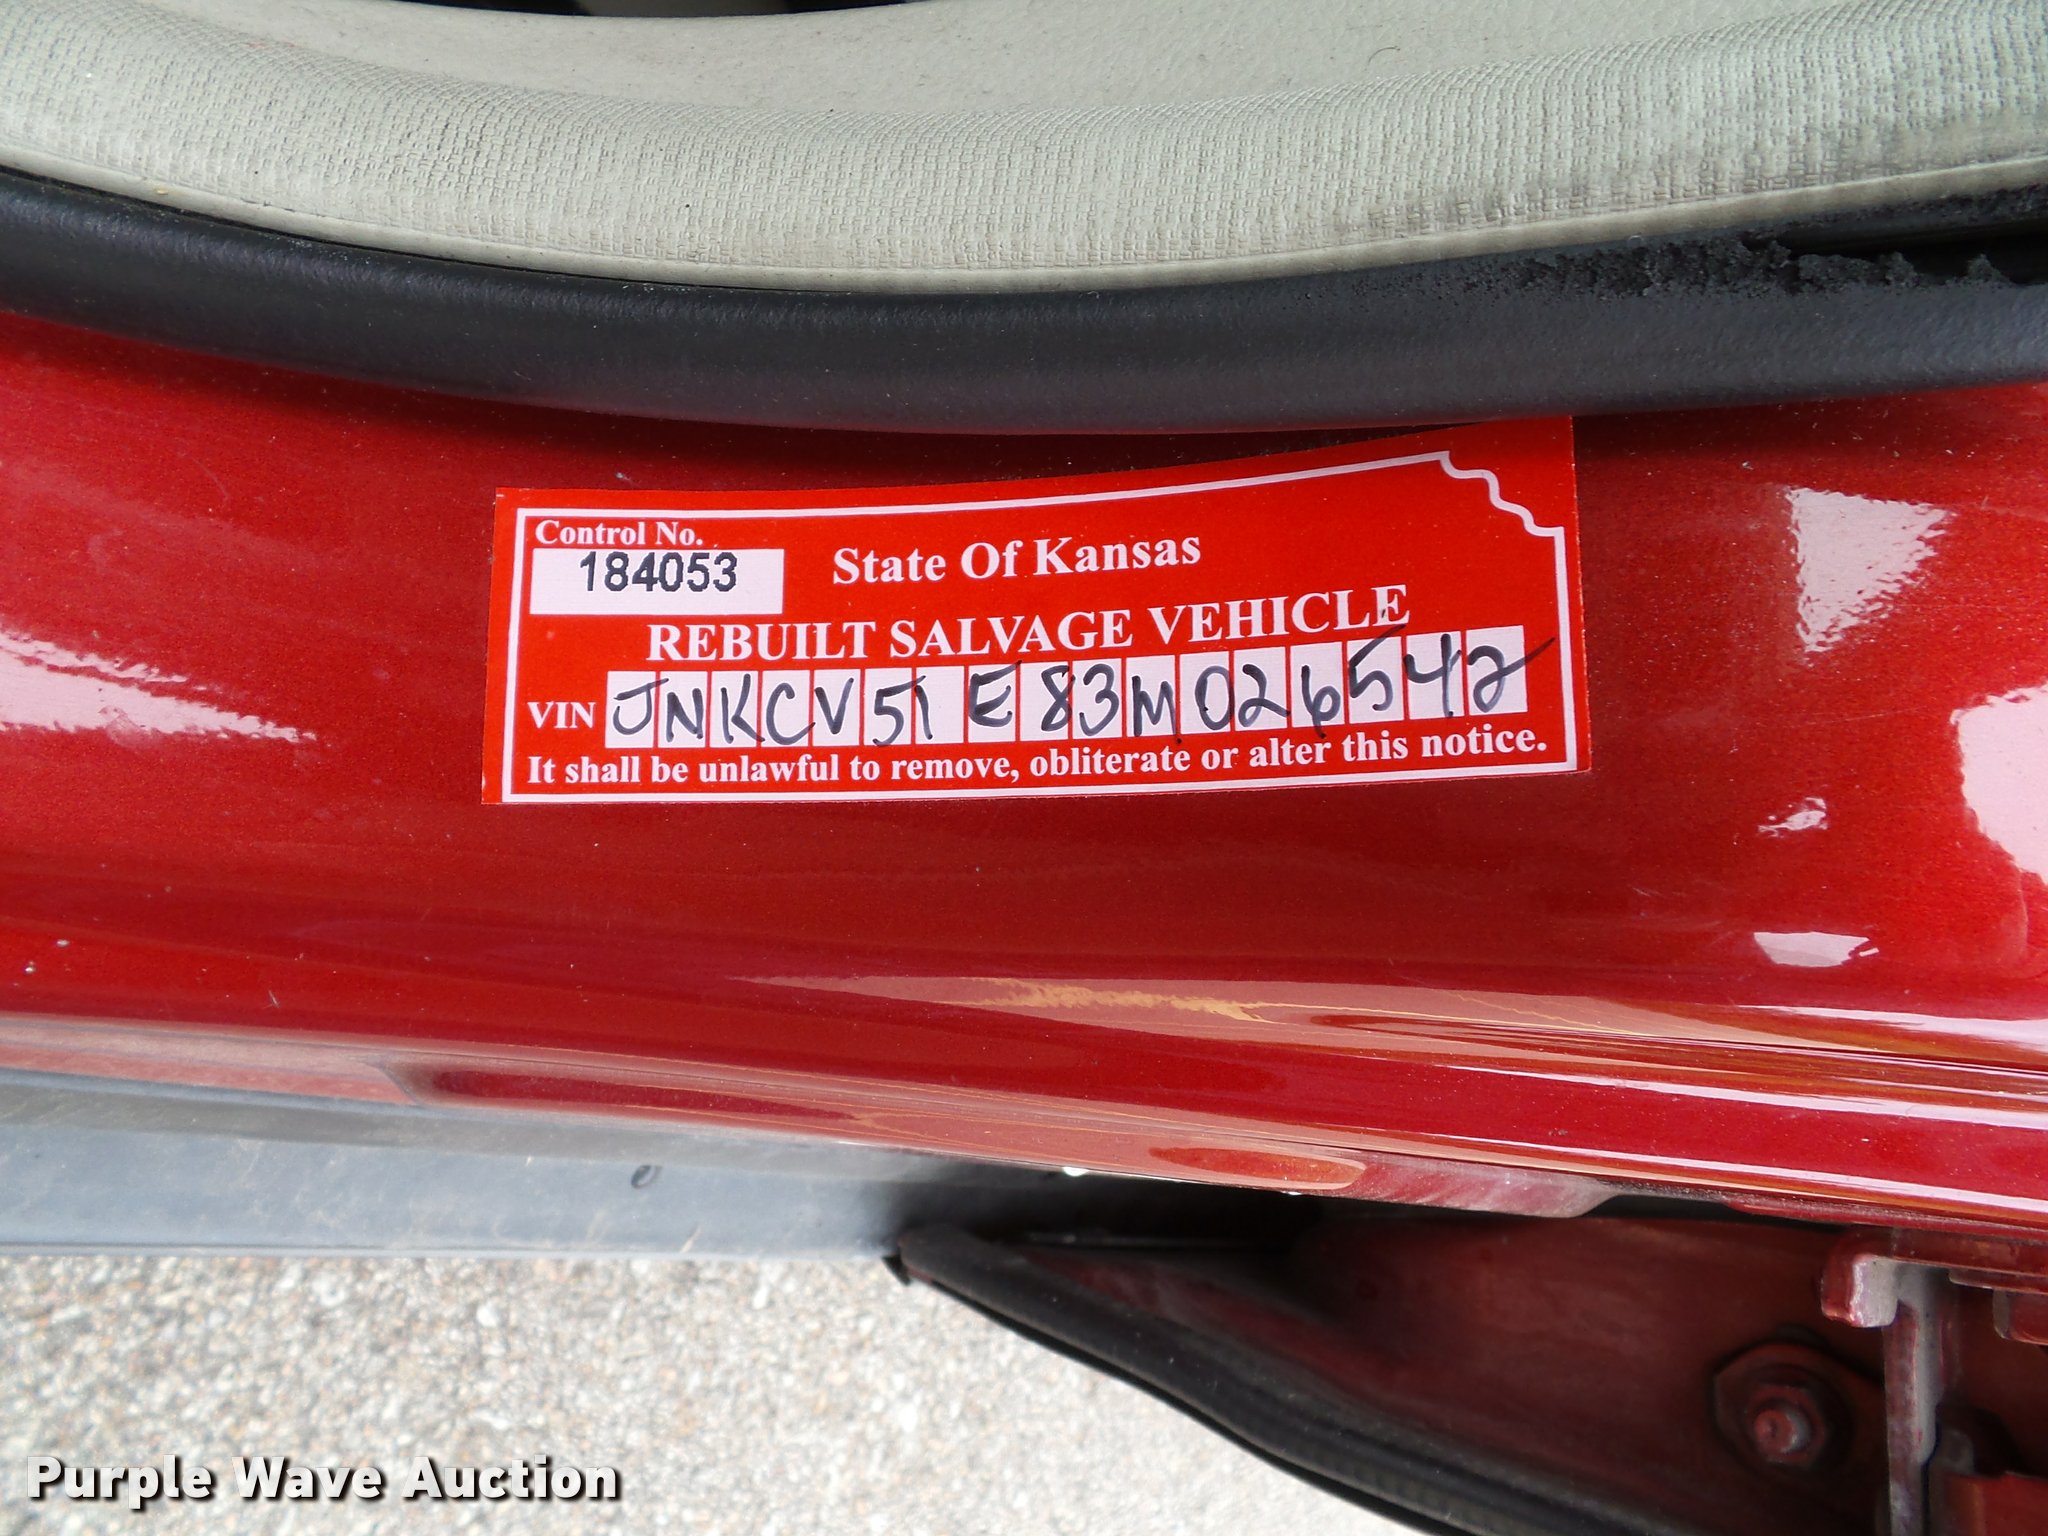 Control No.
184053
State Of Kansas
REBUILT SALVAGE VEHICLE
VIN JNKCV51E83M026542
It shall be unlawful to remove, obliterate or alter this notice.
Purple Wave Auction